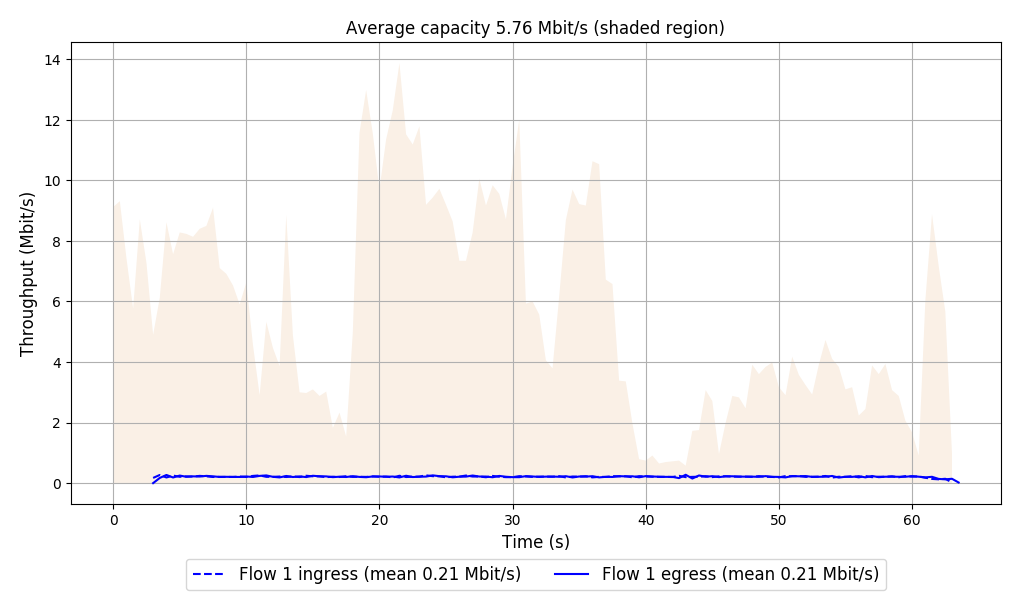 Average capacity 5.76 Mbit/s (shaded region)
Throughput (Mbit/s)
14
12
10
8
6
4
2
0
0 10 20 30 40 50 60
Time (s)
Flow 1 ingress (mean 0.21 Mbit/s) Flow 1 egress (mean 0.21 Mbit/s)